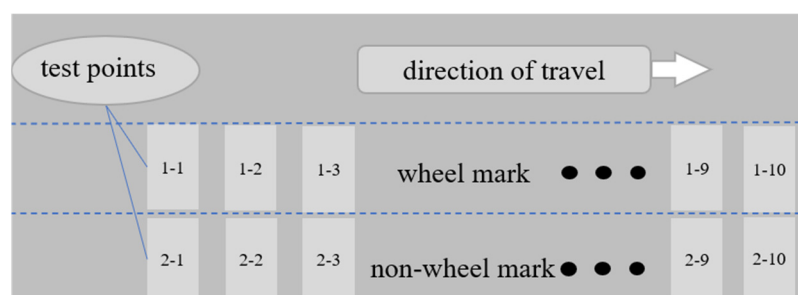 test points
direction of travel
1-1 1-2 1-3 wheel mark 1-9 1-10
2-1 2-2 2-3 non-wheel mark 2-9 2-10